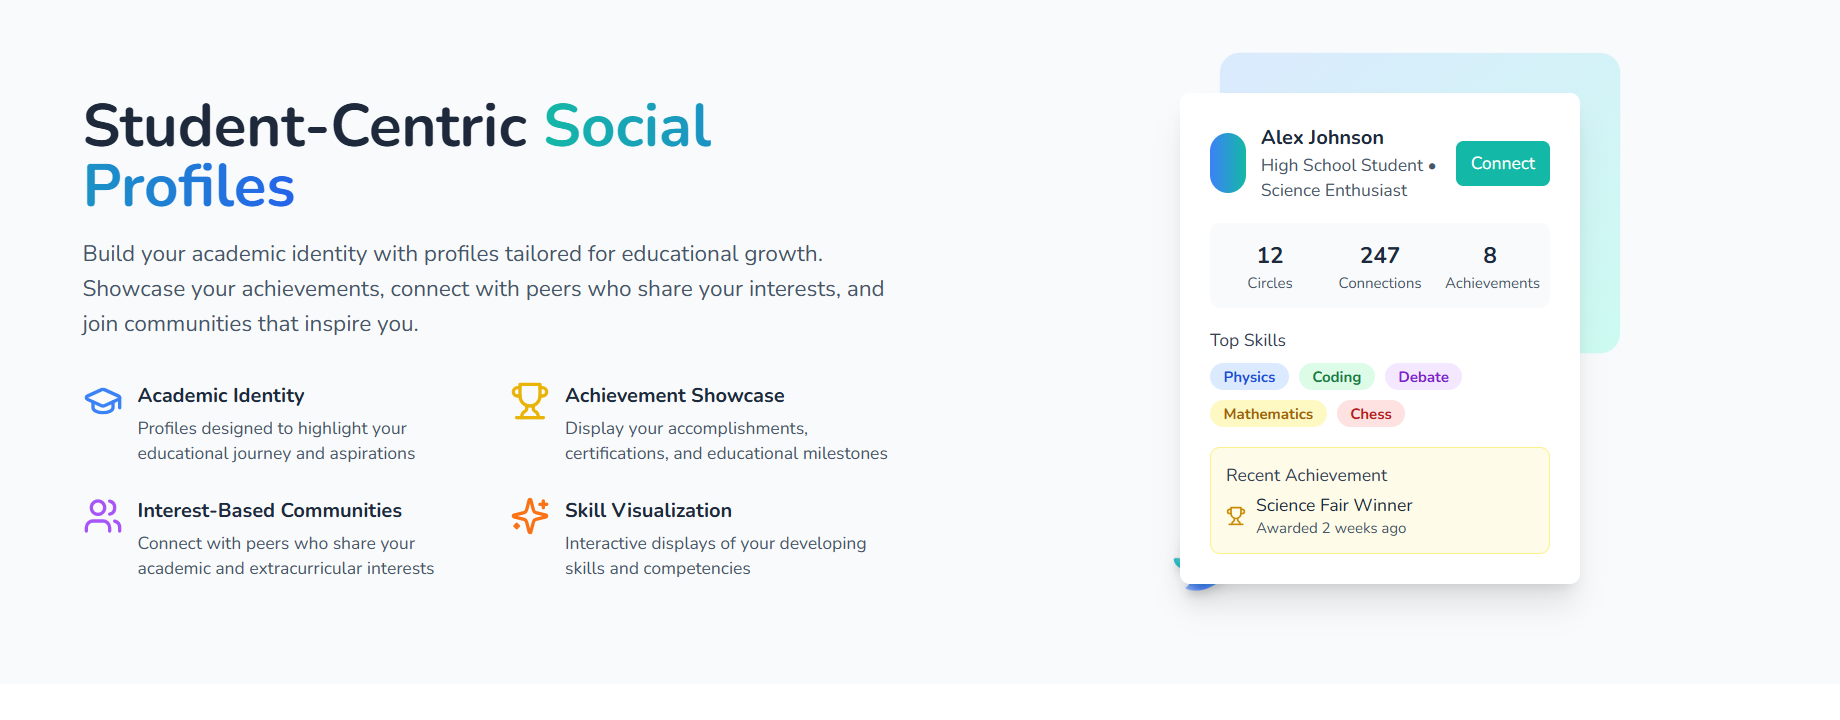 Student-Centric Social
Profiles
Build your academic identity with profiles tailored for educational growth.
Showcase your achievements, connect with peers who share your interests, and
join communities that inspire you.
Academic Identity
Profiles designed to highlight your
educational journey and aspirations
Achievement Showcase
Display your accomplishments,
certifications, and educational milestones
Interest-Based Communities
Connect with peers who share your
academic and extracurricular interests
Skill Visualization
Interactive displays of your developing
skills and competencies
Alex Johnson
High School Student •
Science Enthusiast
Connect
12 247 8
Circles Connections Achievements
Top Skills
Physics Coding Debate
Mathematics Chess
Recent Achievement
Science Fair Winner
Awarded 2 weeks ago